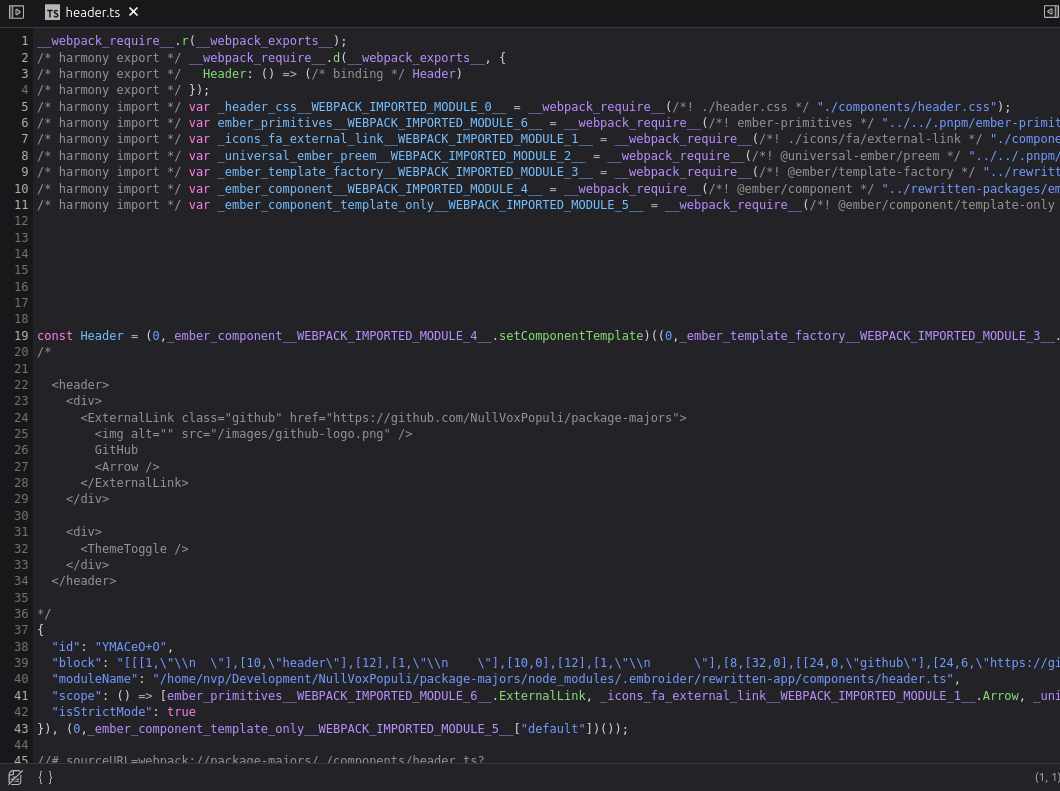 TS header.ts ✕
1 __webpack_require__.r(__webpack_exports__);
2 /* harmony export */ __webpack_require__.d(__webpack_exports__, {
3 /* harmony export */   Header: () => (/* binding */ Header)
4 /* harmony export */ });
5 /* harmony import */ var _header_css__WEBPACK_IMPORTED_MODULE_0__ = __webpack_require__(/*! ./header.css */ "./components/header.css");
6 /* harmony import */ var ember_primitives__WEBPACK_IMPORTED_MODULE_6__ = __webpack_require__(/*! ember-primitives */ "../../.pnpm/ember-primit
7 /* harmony import */ var _icons_fa_external_link__WEBPACK_IMPORTED_MODULE_1__ = __webpack_require__(/*! ./icons/fa/external-link */ "./compone
8 /* harmony import */ var _universal_ember_preem__WEBPACK_IMPORTED_MODULE_2__ = __webpack_require__(/*! @universal-ember/preem */ "../../.pnpm/
9 /* harmony import */ var _ember_template_factory__WEBPACK_IMPORTED_MODULE_3__ = __webpack_require__(/*! @ember/template-factory */ "../rewritt
10 /* harmony import */ var _ember_component__WEBPACK_IMPORTED_MODULE_4__ = __webpack_require__(/*! @ember/component */ "../rewritten-packages/em
11 /* harmony import */ var _ember_component_template_only__WEBPACK_IMPORTED_MODULE_5__ = __webpack_require__(/*! @ember/component/template-only
12
13
14
15
16
17
18
19 const Header = (0,_ember_component__WEBPACK_IMPORTED_MODULE_4__.setComponentTemplate)((0,_ember_template_factory__WEBPACK_IMPORTED_MODULE_3__.
20 /*
21
22   <header>
23     <div>
24       <ExternalLink class="github" href="https://github.com/NullVoxPopuli/package-majors">
25         <img alt="" src="/images/github-logo.png" />
26         GitHub
27         <Arrow />
28       </ExternalLink>
29     </div>
30
31     <div>
32       <ThemeToggle />
33     </div>
34   </header>
35
36 */
37 {
38   "id": "YMACeO+O",
39   "block": "[[[1,\"\\n  \"],[10,\"header\"],[12],[1,\"\\n    \"],[10,0],[12],[1,\"\\n      \"],[8,[32,0],[[24,0,\"github\"],[24,6,\"https://gi
40   "moduleName": "/home/nvp/Development/NullVoxPopuli/package-majors/node_modules/.embroider/rewritten-app/components/header.ts",
41   "scope": () => [ember_primitives__WEBPACK_IMPORTED_MODULE_6__.ExternalLink, _icons_fa_external_link__WEBPACK_IMPORTED_MODULE_1__.Arrow, _uni
42   "isStrictMode": true
43 }), (0,_ember_component_template_only__WEBPACK_IMPORTED_MODULE_5__["default"])());
44
45 //# sourceURL=webpack://package-majors/./components/header.ts?
{ } (1, 1)